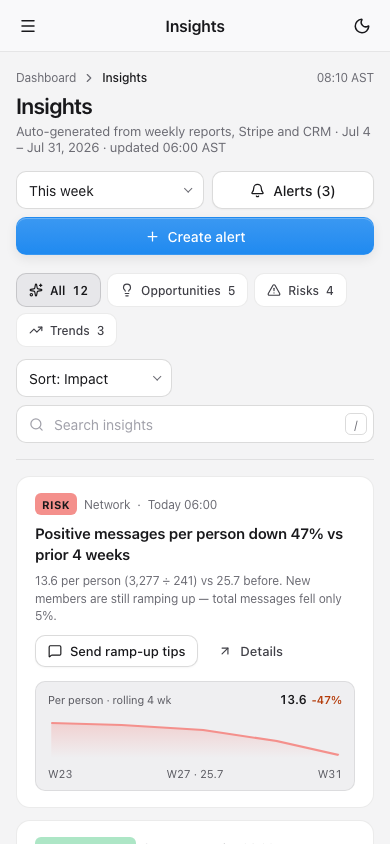 Insights
Dashboard > Insights 08:10 AST
Insights
Auto-generated from weekly reports, Stripe and CRM · Jul 4
– Jul 31, 2026 · updated 06:00 AST
This week Alerts (3)
+ Create alert
All 12 Opportunities 5 Risks 4
Trends 3
Sort: Impact
Search insights /
RISK Network · Today 06:00
Positive messages per person down 47% vs
prior 4 weeks
13.6 per person (3,277 ÷ 241) vs 25.7 before. New
members are still ramping up — total messages fell only
5%.
Send ramp-up tips Details
Per person · rolling 4 wk 13.6 -47%
W23 W27 · 25.7 W31